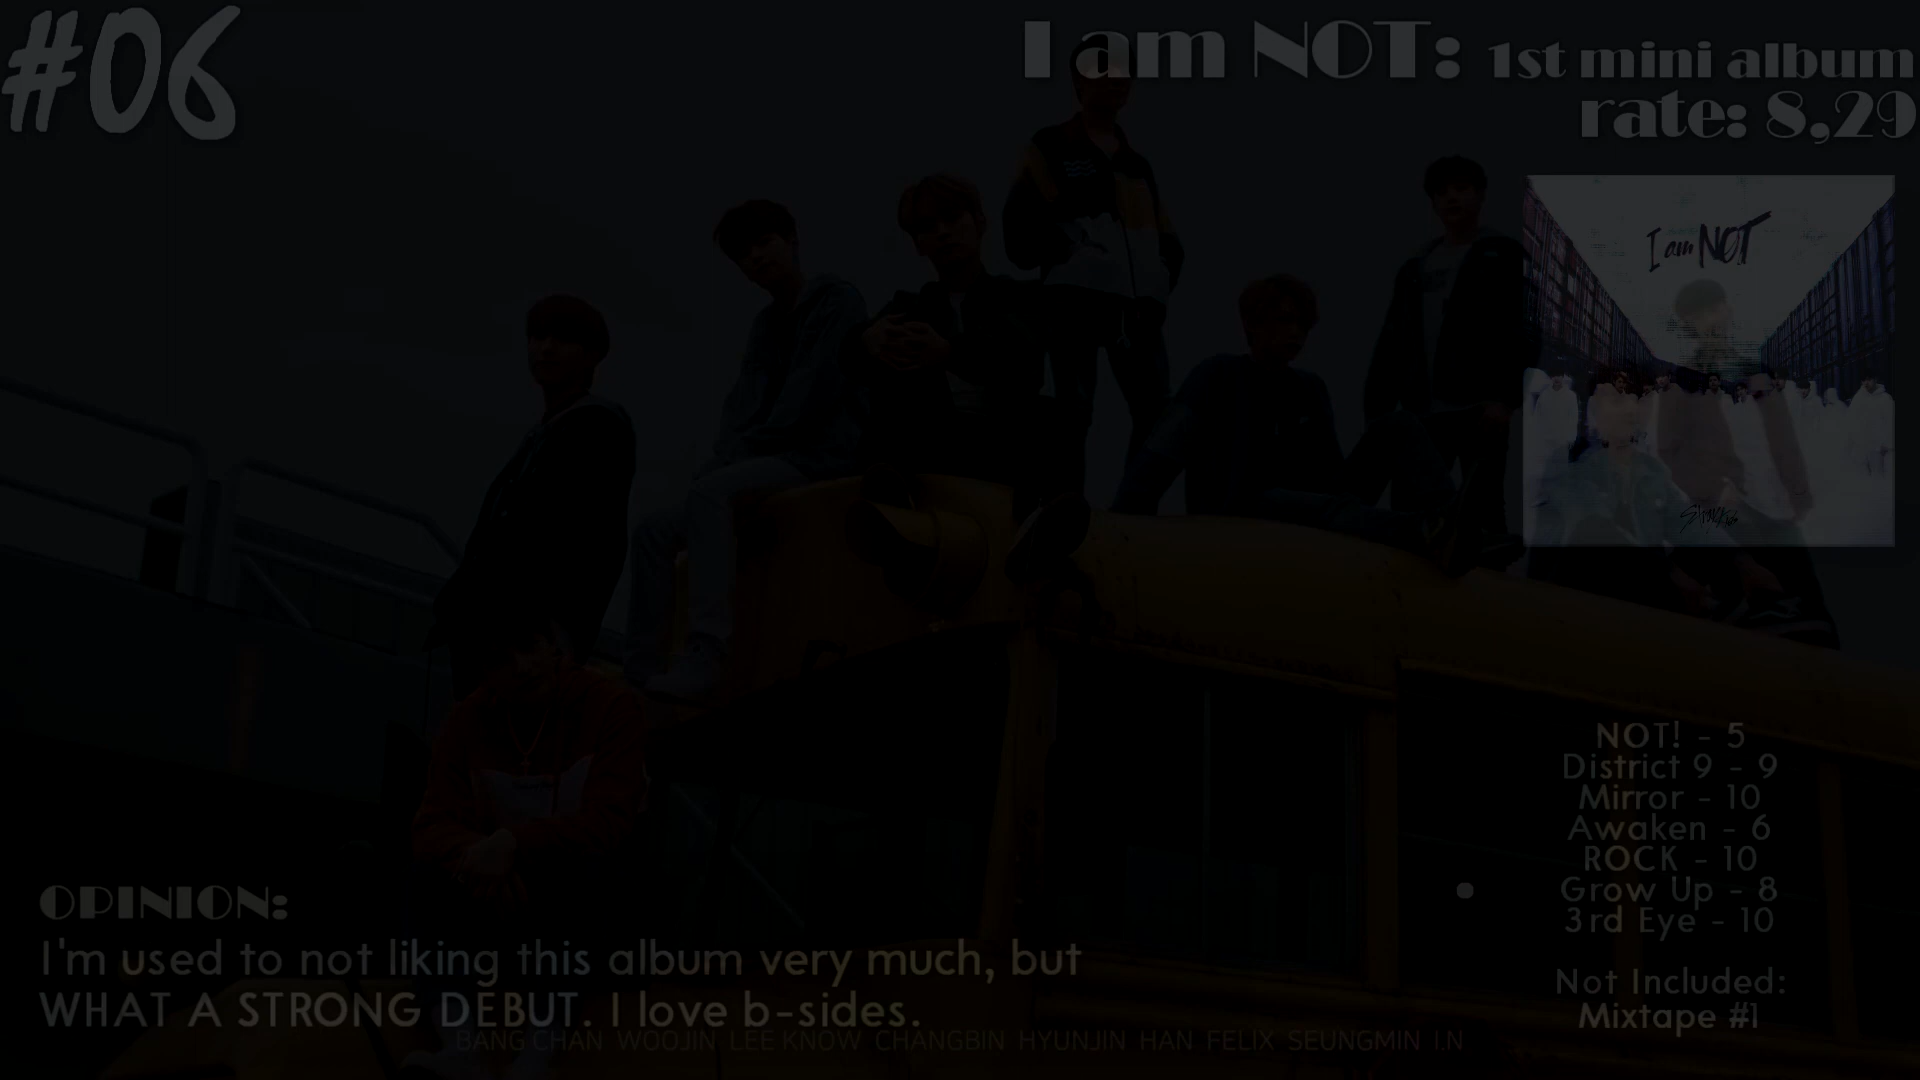 #06
I am NOT: 1st mini album
rate: 8,29
I am NOT
Stray Kids
NOT! - 5
District 9 - 9
Mirror - 10
Awaken - 6
ROCK - 10
Grow Up - 8
3rd Eye - 10
Not Included:
Mixtape #1
OPINION:
I'm used to not liking this album very much, but
WHAT A STRONG DEBUT. I love b-sides.
BANG CHAN WOOJIN LEE KNOW CHANGBIN HYUNJIN HAN FELIX SEUNGMIN I.N